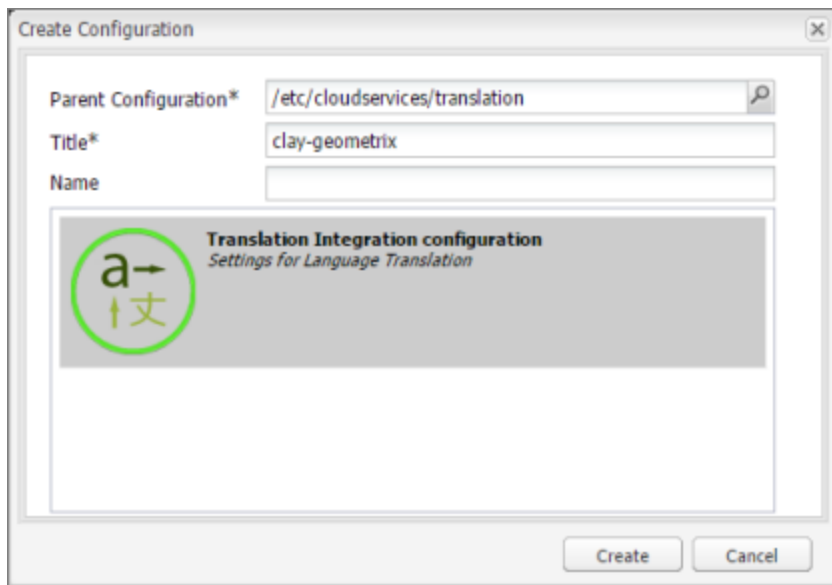 Create Configuration
Parent Configuration* /etc/cloudservices/translation
Title* clay-geometrix
Name
Translation Integration configuration
Settings for Language Translation
a
丈
Create Cancel